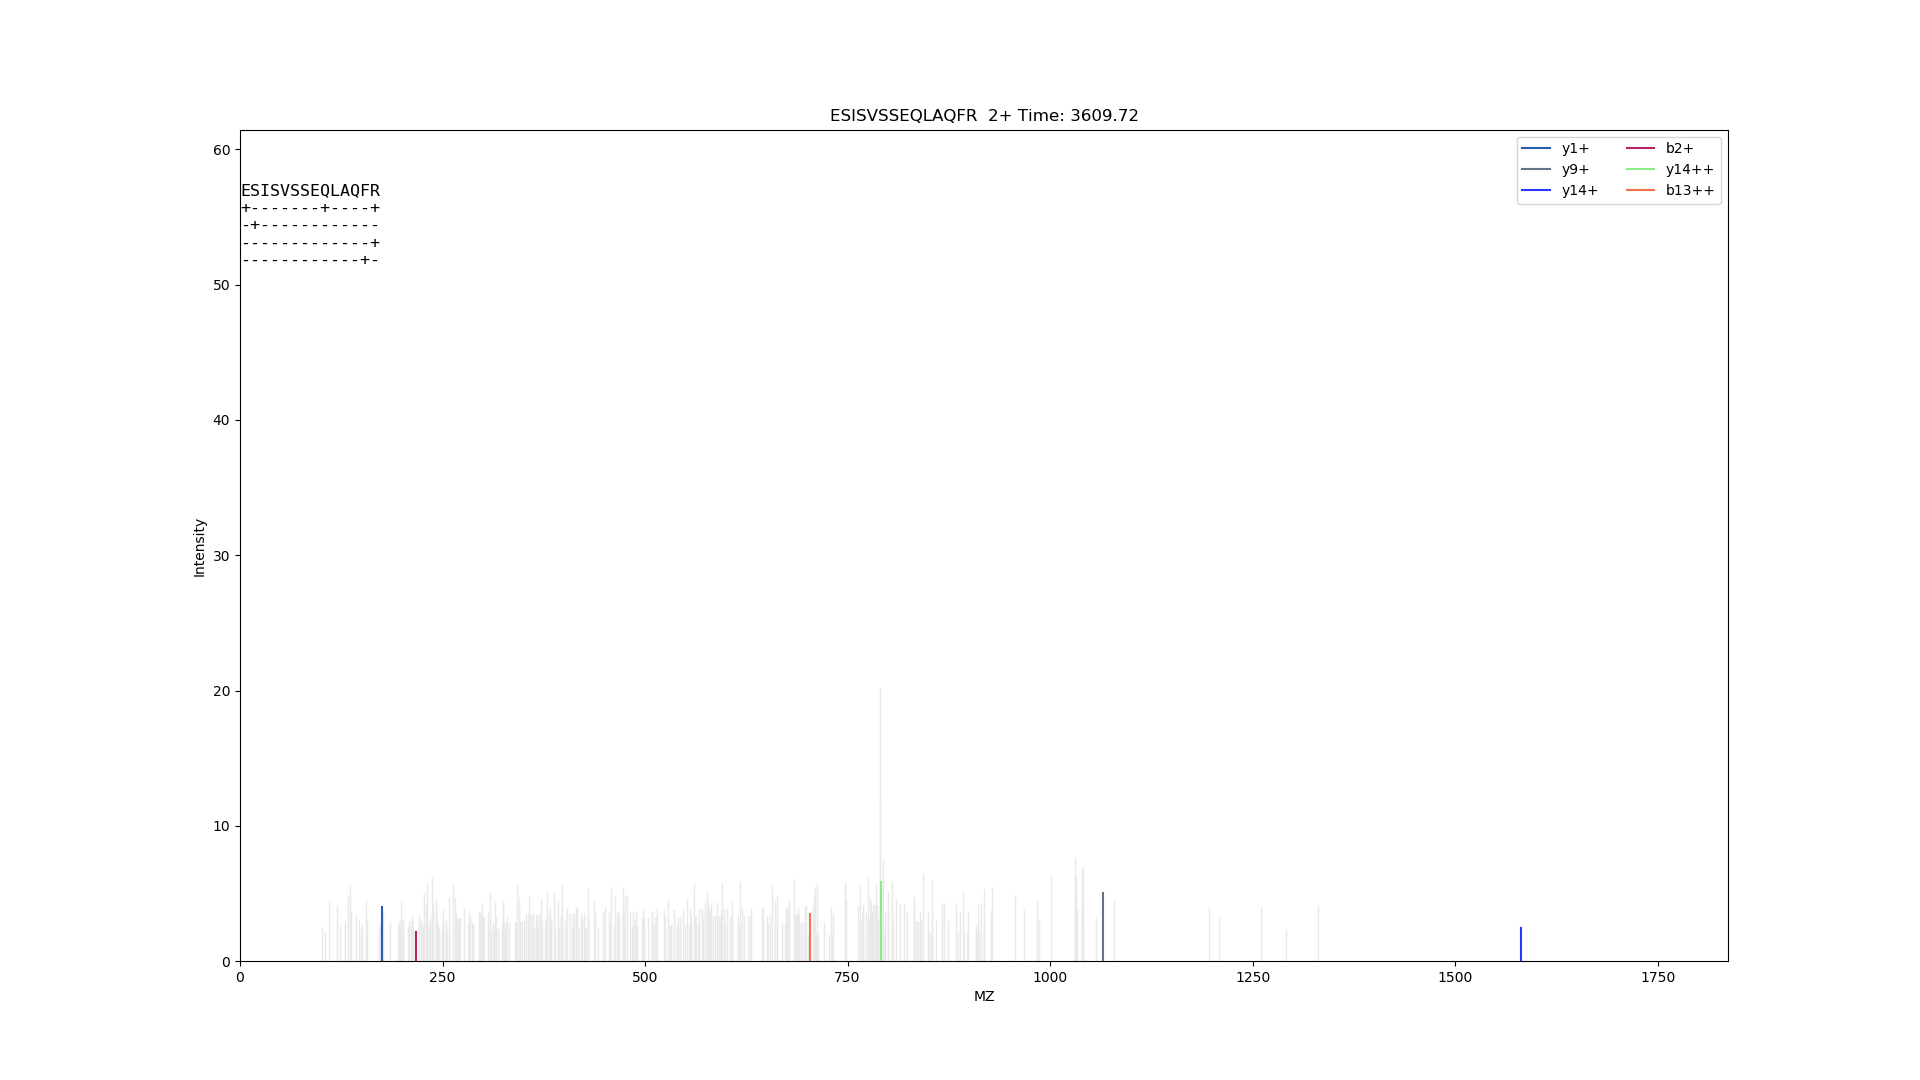 ESISVSSEQLAQFR  2+ Time: 3609.72
y1+
y9+
y14+
b2+
y14++
b13++
ESISVSSEQLAQFR
+-------+----+
-+------------
-------------+
------------+-
Intensity
60
50
40
30
20
10
0
0 250 500 750 1000 1250 1500 1750
MZ